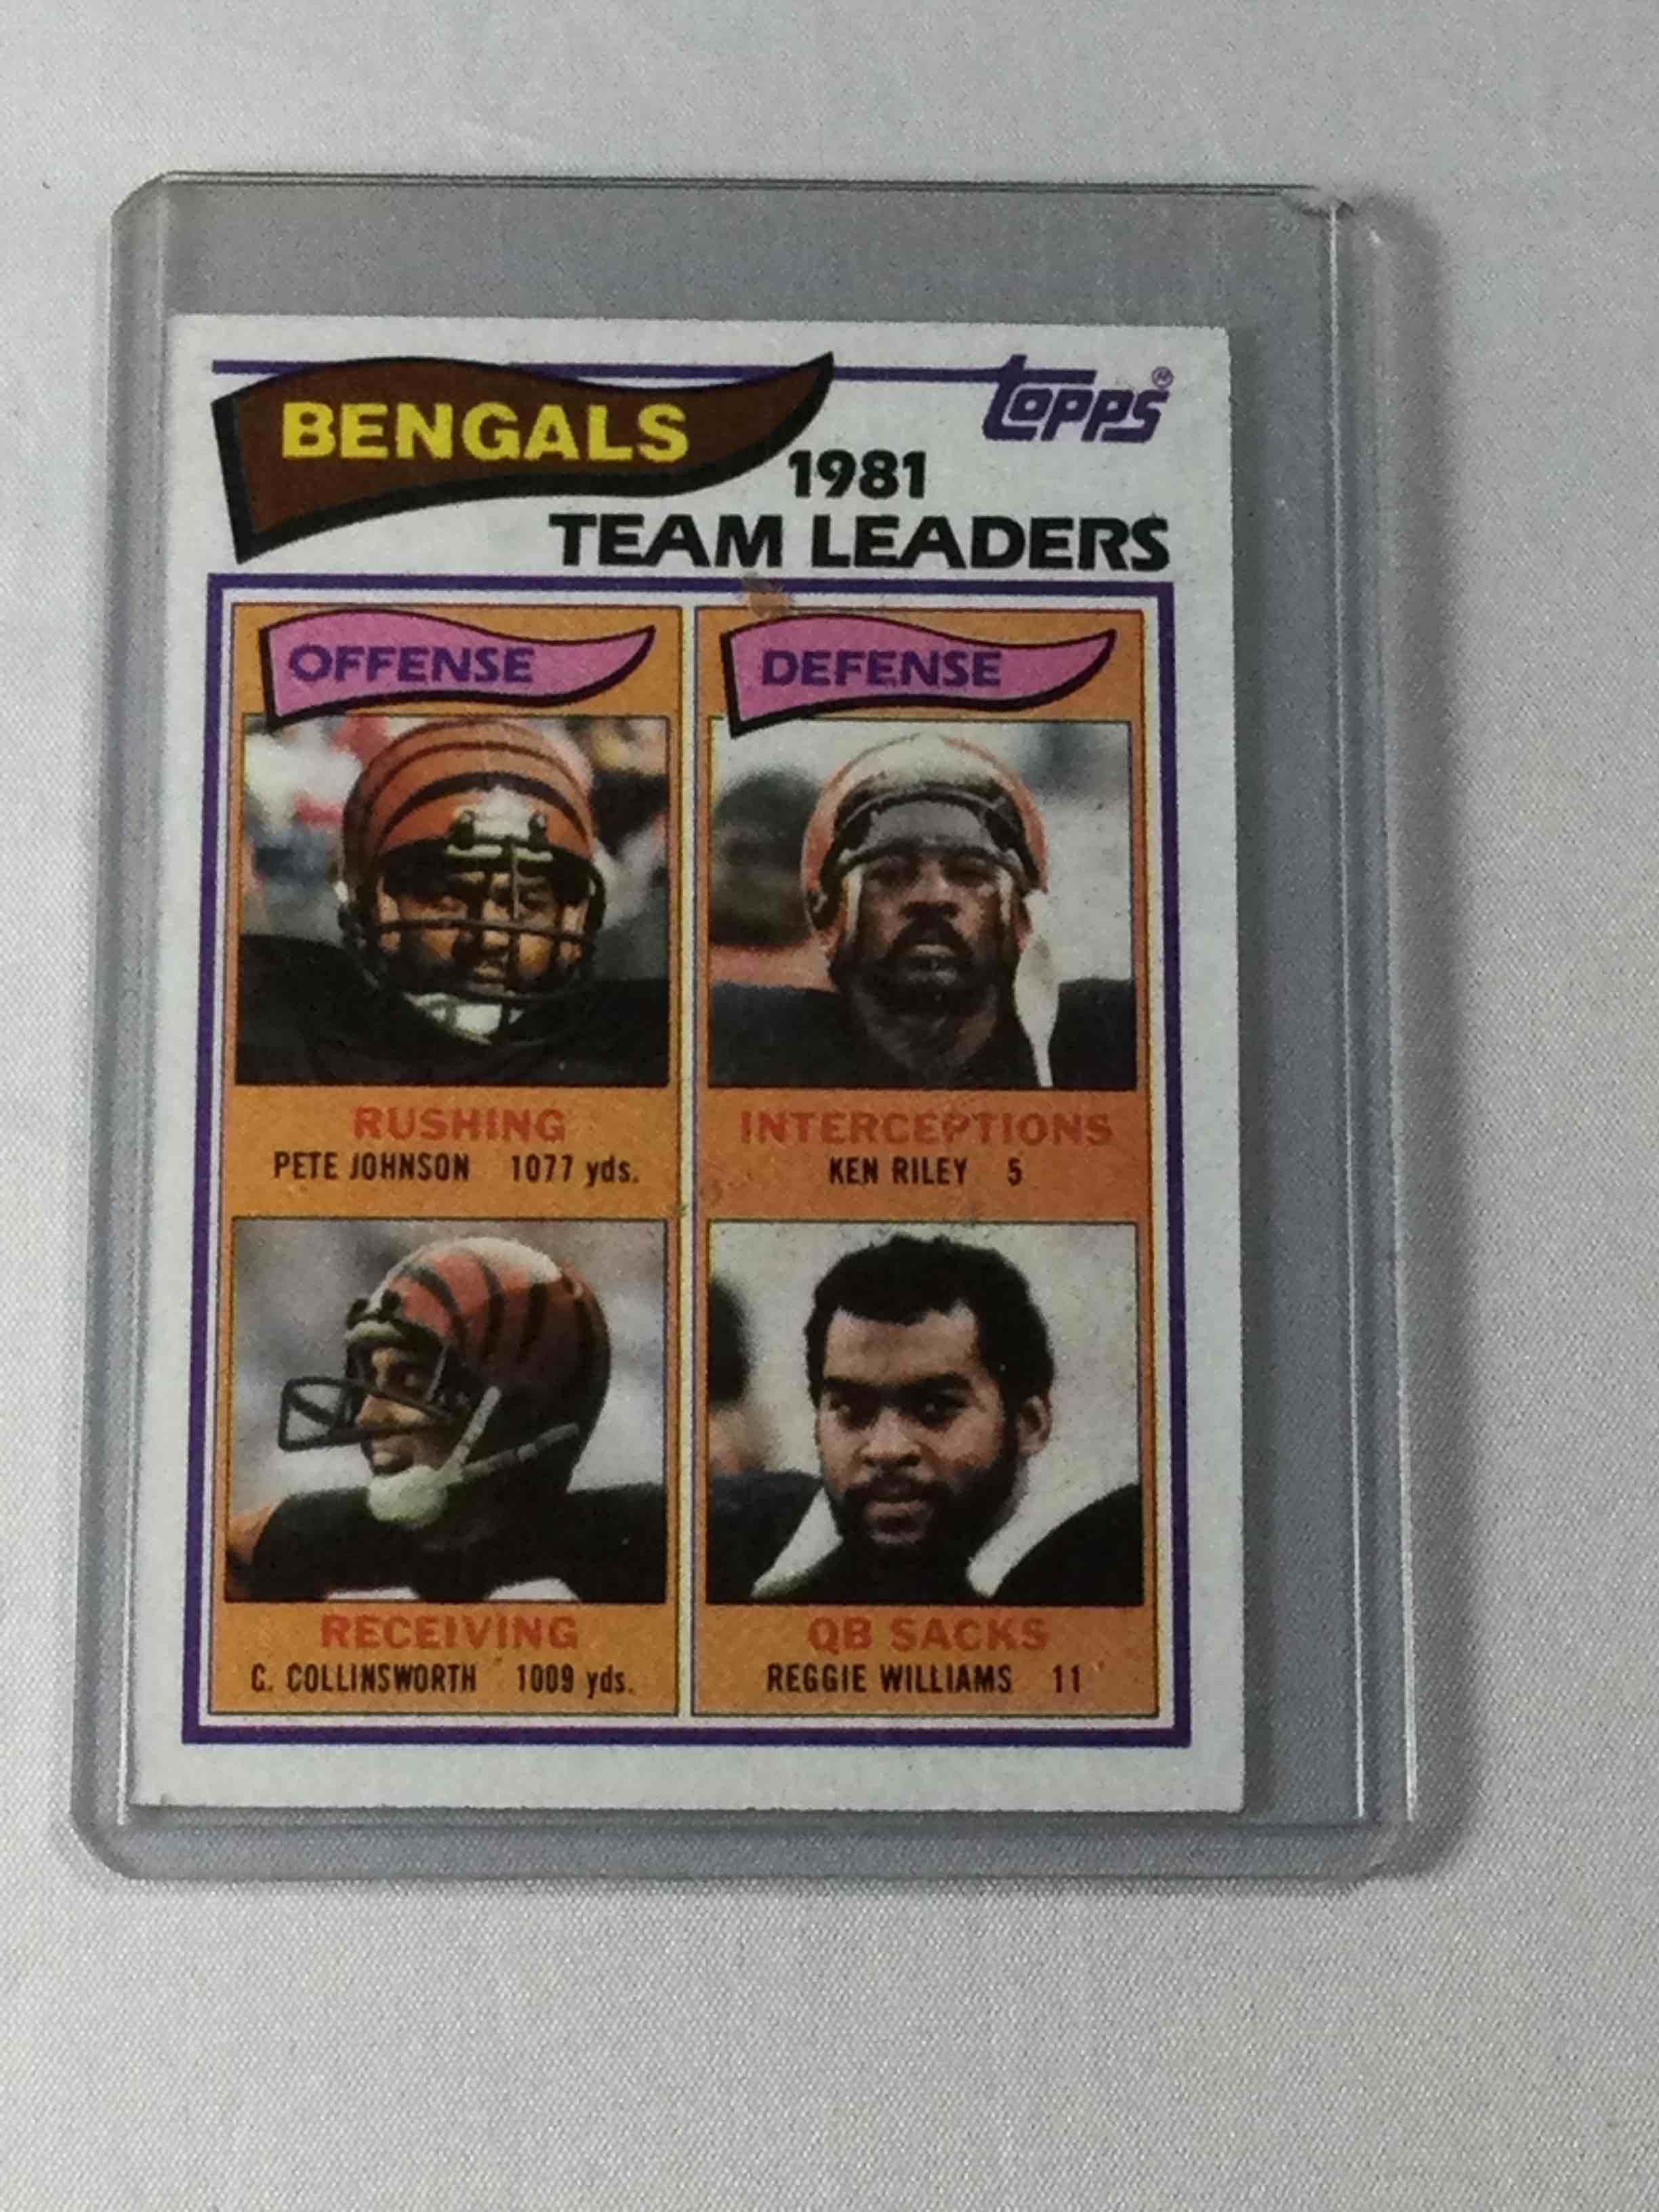 BENGALS
topps®
1981
TEAM LEADERS
OFFENSE
DEFENSE
RUSHING
PETE JOHNSON 1077 yds.
INTERCEPTIONS
KEN RILEY 5
RECEIVING
C. COLLINSWORTH 1009 yds.
QB SACKS
REGGIE WILLIAMS 11